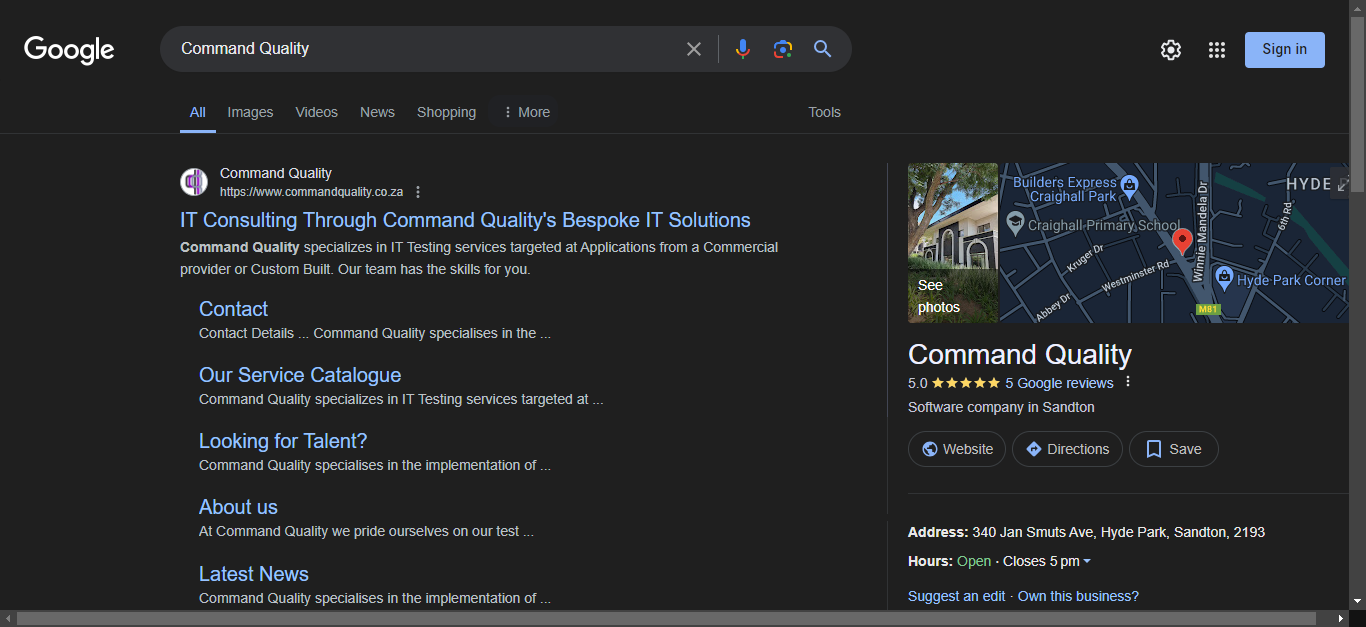 Google
Command Quality
Sign in
All
Images
Videos
News
Shopping
More
Tools
Command Quality
https://www.commandquality.co.za
IT Consulting Through Command Quality's Bespoke IT Solutions
Command Quality specializes in IT Testing services targeted at Applications from a Commercial
provider or Custom Built. Our team has the skills for you.
Contact
Contact Details ... Command Quality specialises in the ...
Our Service Catalogue
Command Quality specializes in IT Testing services targeted at ...
Looking for Talent?
Command Quality specialises in the implementation of ...
About us
At Command Quality we pride ourselves on our test ...
Latest News
Command Quality specialises in the implementation of ...
See
photos
Builders Express
Craighall Park
HYDE
Craighall Primary School
Winnie Mandela Dr
6th Rd
Kruger Dr
Westminster Rd
Abbey Dr
Hyde Park Corner
M81
Command Quality
5.0
5 Google reviews
Software company in Sandton
Website
Directions
Save
Address: 340 Jan Smuts Ave, Hyde Park, Sandton, 2193
Hours: Open · Closes 5 pm
Suggest an edit · Own this business?